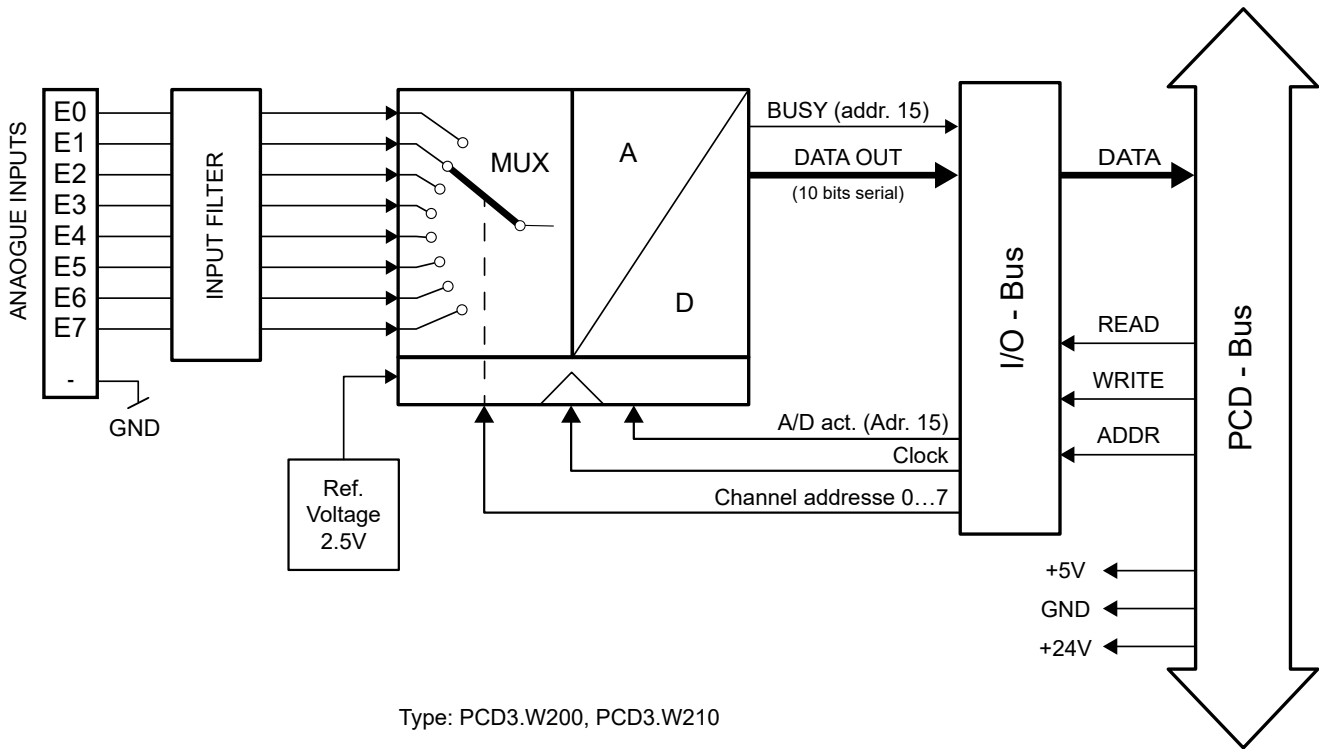 ANAOGUE INPUTS
E0
E1
E2
E3
E4
E5
E6
E7
-
GND
INPUT FILTER
MUX
A
D
Ref.
Voltage
2.5V
BUSY (addr. 15)
DATA OUT
(10 bits serial)
A/D act. (Adr. 15)
Clock
Channel addresse 0…7
I/O - Bus
DATA
READ
WRITE
ADDR
+5V
GND
+24V
PCD - Bus
Type: PCD3.W200, PCD3.W210